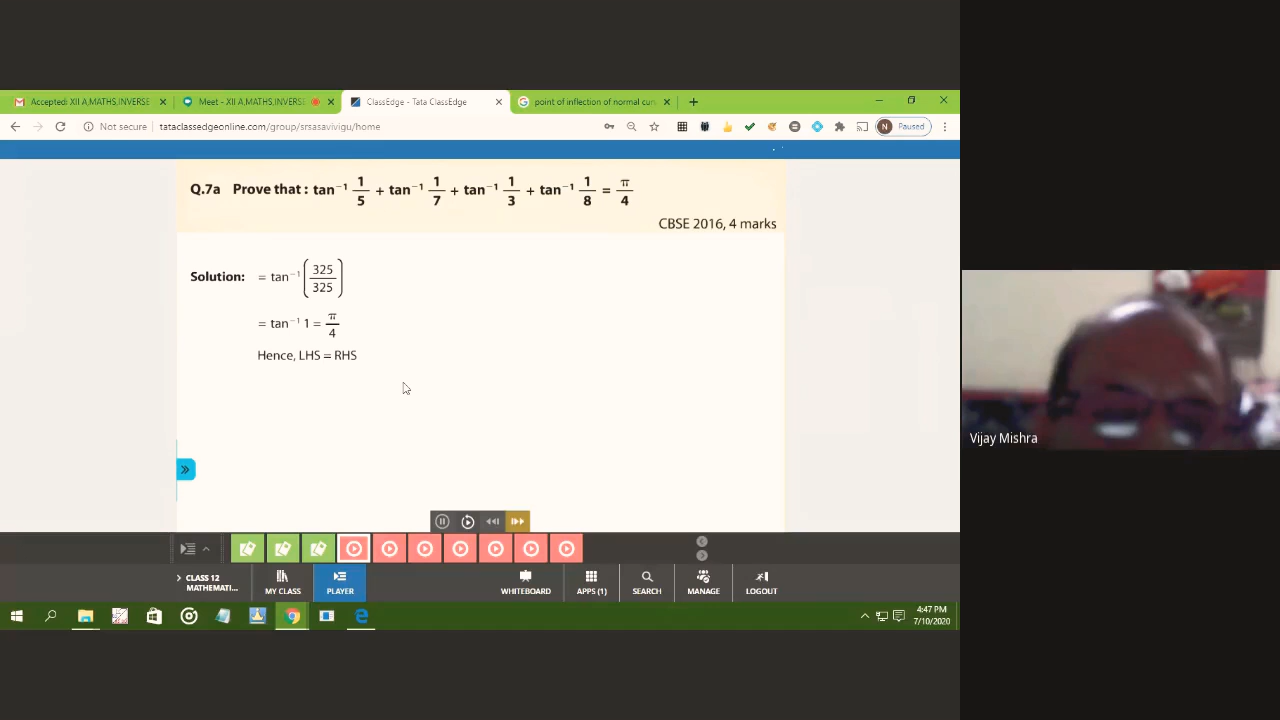 Accepted: XII A,MATHS,INVERSE
Meet - XII A,MATHS,INVERSE
ClassEdge - Tata ClassEdge
point of inflection of normal cur
Not secure | tataclassedgeonline.com/group/srsasavivigu/home
N Paused
Q.7a Prove that : tan⁻¹ 1/5 + tan⁻¹ 1/7 + tan⁻¹ 1/3 + tan⁻¹ 1/8 = π/4
CBSE 2016, 4 marks
Solution: = tan⁻¹ (325/325)
= tan⁻¹ 1 = π/4
Hence, LHS = RHS
Vijay Mishra
CLASS 12
MATHEMATI...
MY CLASS
PLAYER
WHITEBOARD
APPS (1)
SEARCH
MANAGE
LOGOUT
4:47 PM
7/10/2020